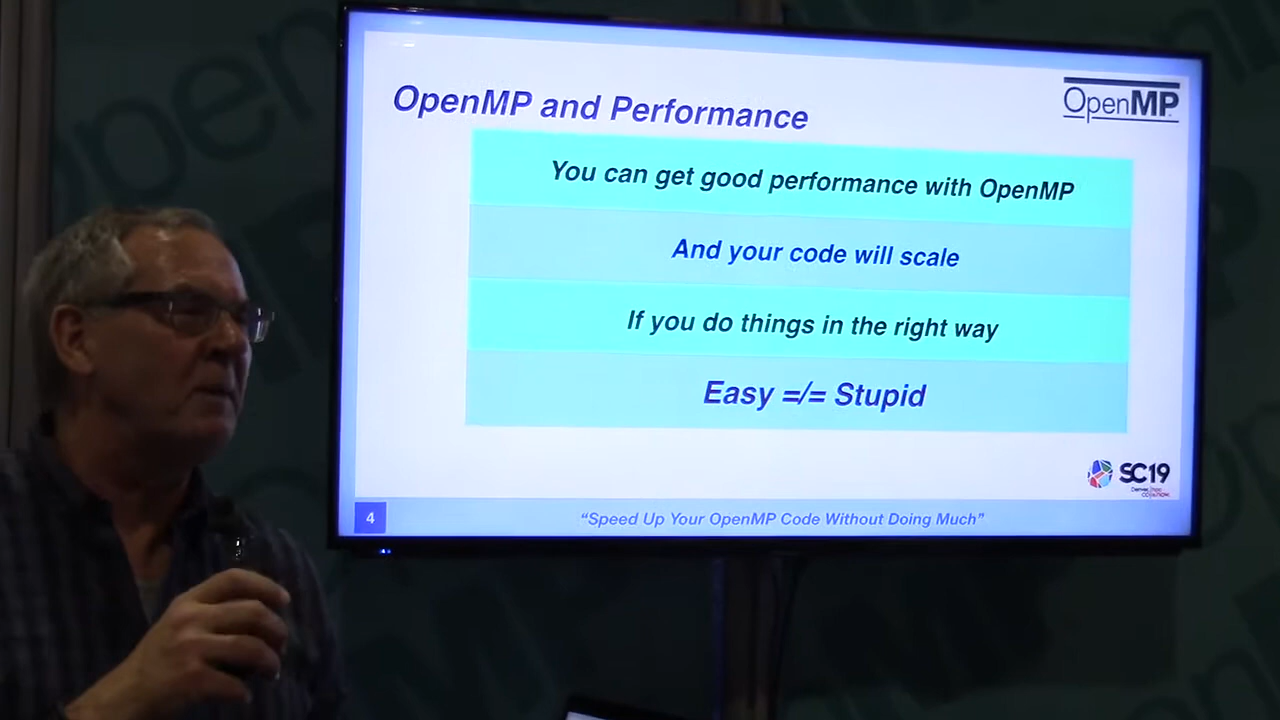 OpenMP and Performance
OpenMP
You can get good performance with OpenMP
And your code will scale
If you do things in the right way
Easy =/= Stupid
SC19
4
“Speed Up Your OpenMP Code Without Doing Much”
Open